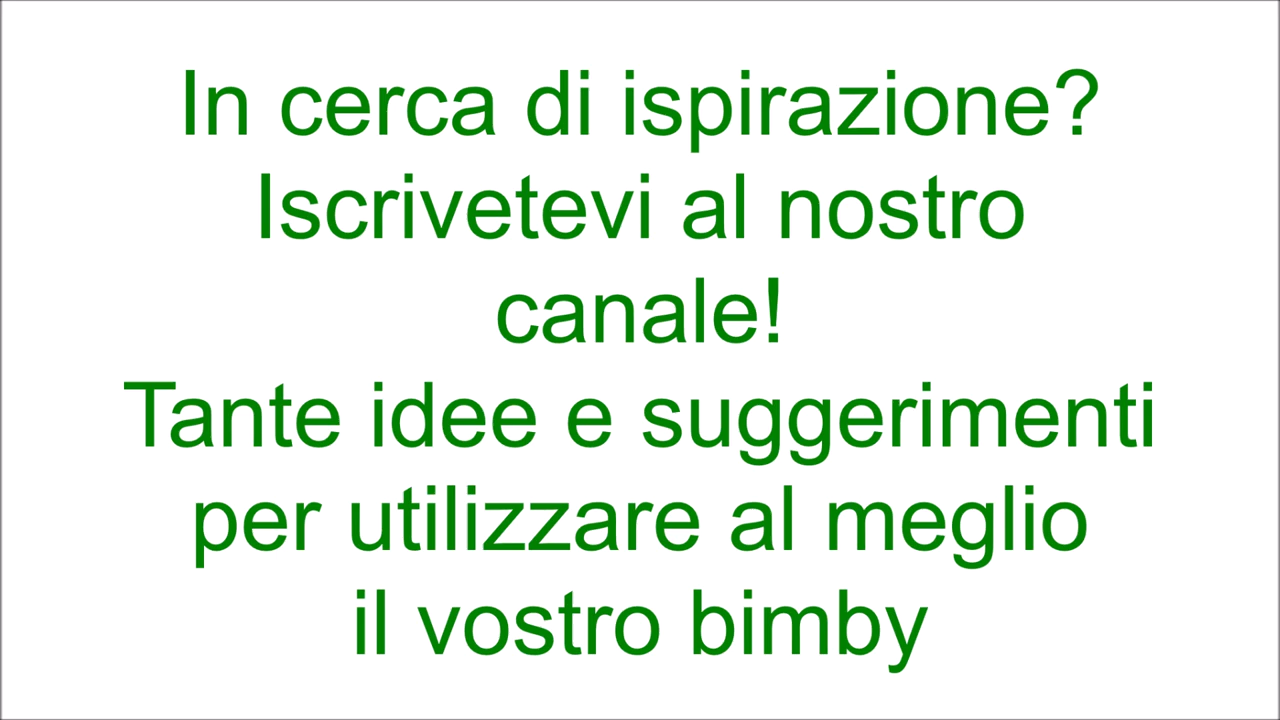 In cerca di ispirazione?
Iscrivetevi al nostro
canale!
Tante idee e suggerimenti
per utilizzare al meglio
il vostro bimby